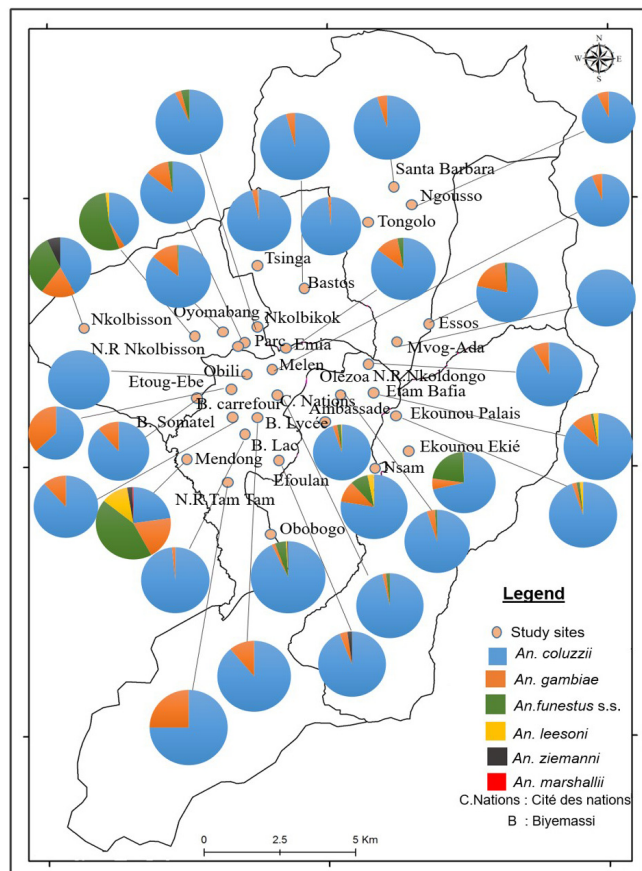 N
W E
S
Santa Barbara
Ngousso
Tongolo
Tsinga
Bastos
Nkolbisson
Oyomabang
Nkolbikok
Essos
N.R Nkolbisson
Parc
Emia
Mvog-Ada
Obili
Melen
Olezoa
N.R.Nkoldongo
Etoug-Ebe
Elam Bafia
B. carrefour
C. Nations
Ambassade
Ekounou Palais
B. Somatel
B. Lycée
B. Lac
Ekounou Ekié
Mendong
Efoulan
Nsam
N.R Tam Tam
Obobogo
Legend
Study sites
An. coluzzii
An. gambiae
An.funestus s.s.
An. leesoni
An. ziemanni
An. marshallii
C.Nations : Cité des nations
B : Biyemassi
0 2.5 5 Km